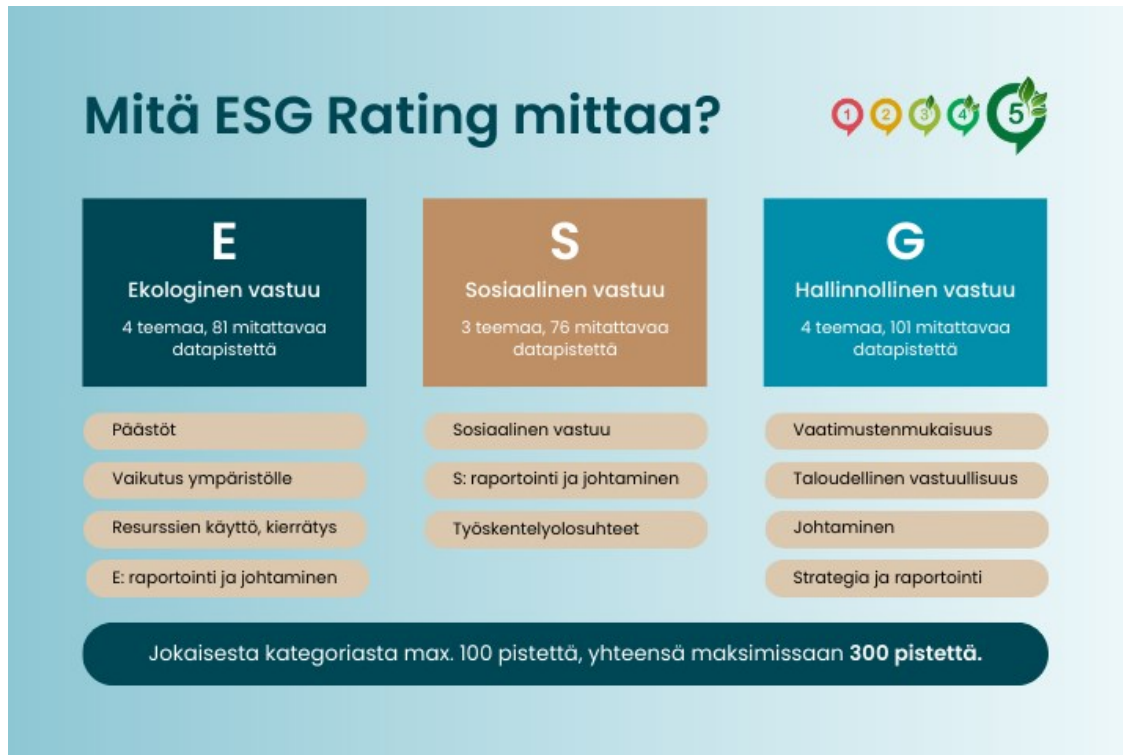 Mitä ESG Rating mittaa?
1 2 3 4 5
E
Ekologinen vastuu
4 teemaa, 81 mitattavaa
datapistettä
Päästöt
Vaikutus ympäristölle
Resurssien käyttö, kierrätys
E: raportointi ja johtaminen
S
Sosiaalinen vastuu
3 teemaa, 76 mitattavaa
datapistettä
Sosiaalinen vastuu
S: raportointi ja johtaminen
Työskentelyolosuhteet
G
Hallinnollinen vastuu
4 teemaa, 101 mitattavaa
datapistettä
Vaatimustenmukaisuus
Taloudellinen vastuullisuus
Johtaminen
Strategia ja raportointi
Jokaisesta kategoriasta max. 100 pistettä, yhteensä maksimissaan 300 pistettä.